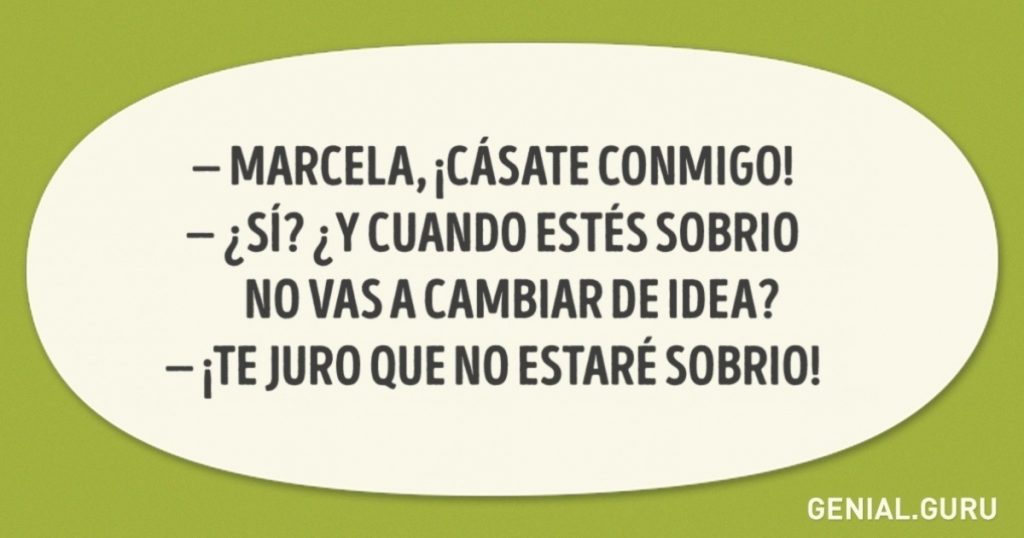 – MARCELA, ¡CÁSATE CONMIGO!
– ¿SÍ? ¿Y CUANDO ESTÉS SOBRIO
NO VAS A CAMBIAR DE IDEA?
– ¡TE JURO QUE NO ESTARÉ SOBRIO!
GENIAL.GURU